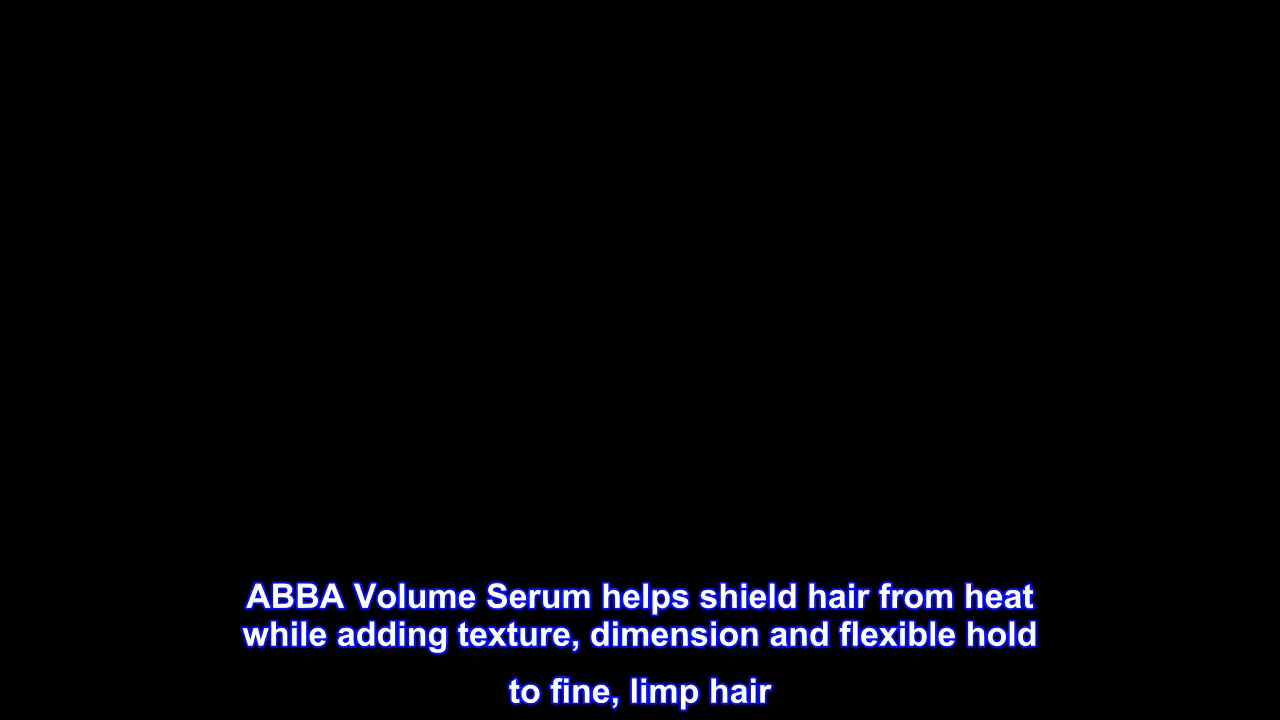 ABBA Volume Serum helps shield hair from heat
while adding texture, dimension and flexible hold
to fine, limp hair